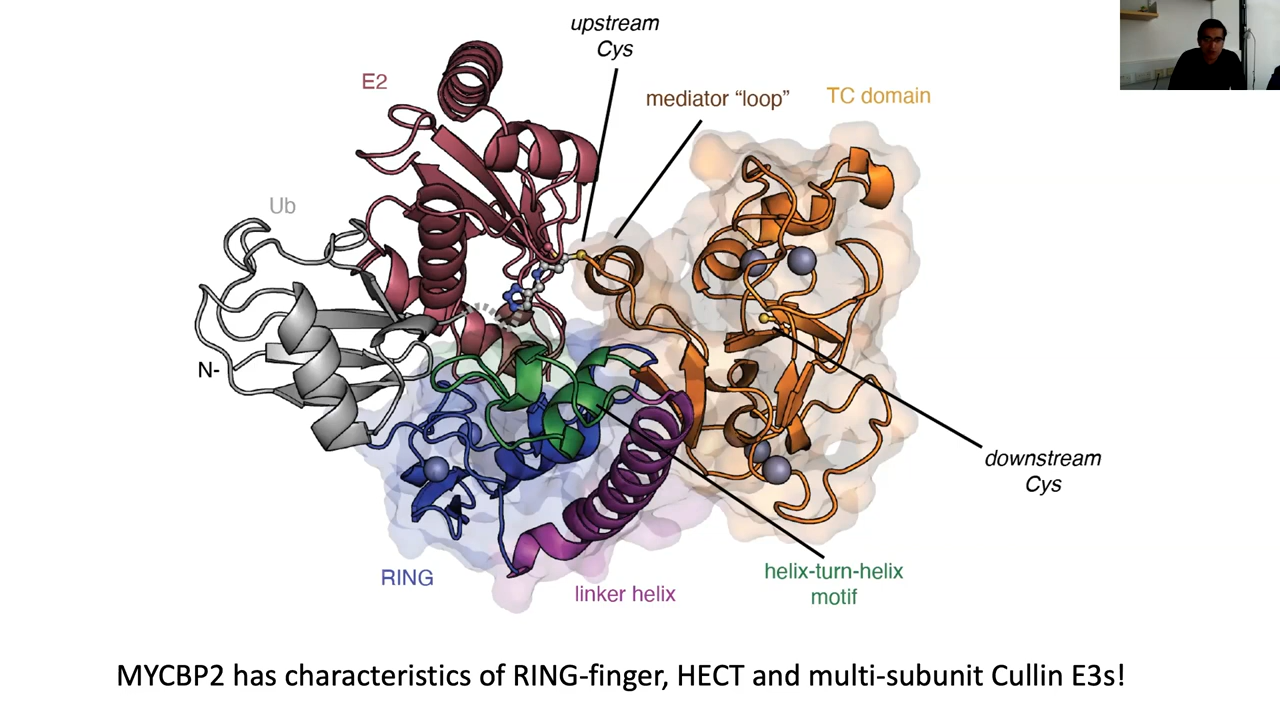 upstream
Cys
E2
mediator “loop”
TC domain
Ub
N-
downstream
Cys
RING
linker helix
helix-turn-helix
motif
MYCBP2 has characteristics of RING-finger, HECT and multi-subunit Cullin E3s!